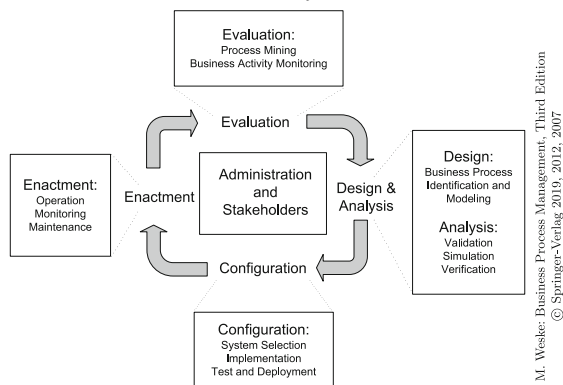 Evaluation:
Process Mining
Business Activity Monitoring
Evaluation
Enactment:
Operation
Monitoring
Maintenance
Enactment
Administration
and
Stakeholders
Design &
Analysis
Design:
Business Process
Identification and
Modeling
Analysis:
Validation
Simulation
Verification
Configuration
Configuration:
System Selection
Implementation
Test and Deployment
M. Weske: Business Process Management, Third Edition
© Springer-Verlag 2019, 2012, 2007